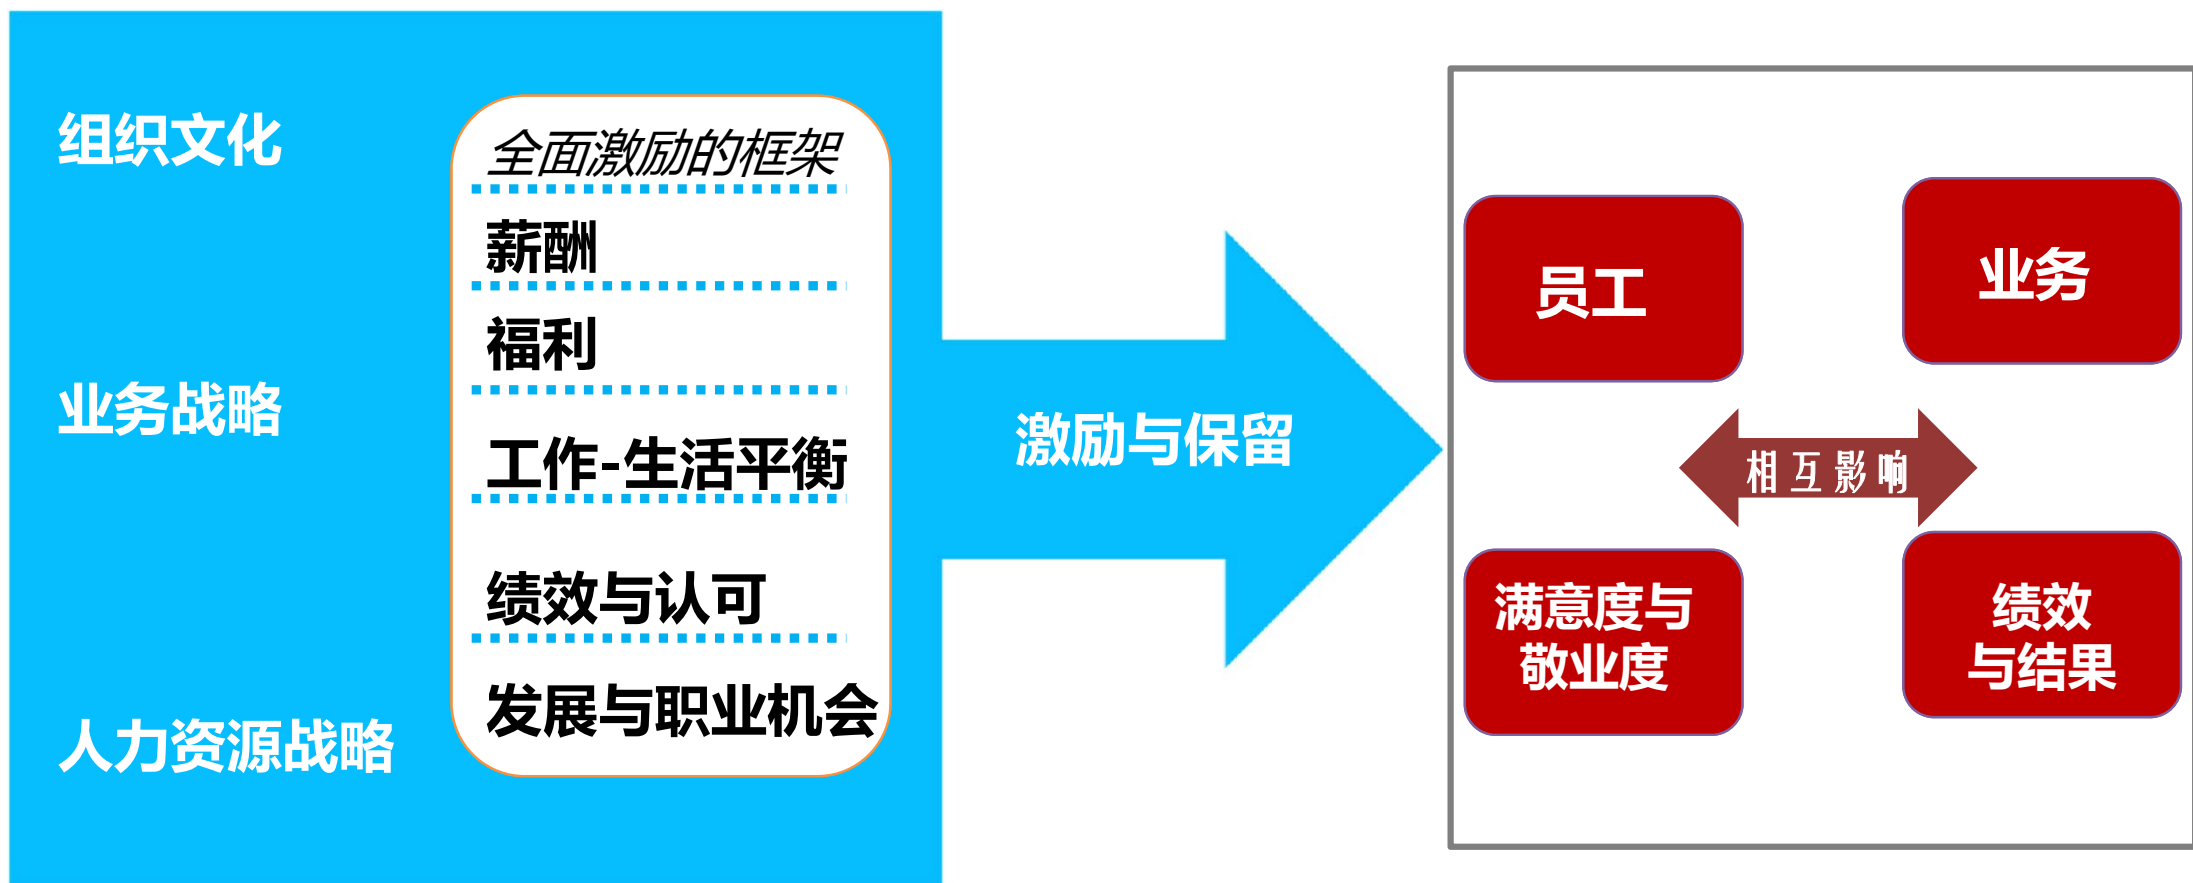 组织文化
业务战略
人力资源战略
全面激励的框架
薪酬
福利
工作-生活平衡
绩效与认可
发展与职业机会
激励与保留
员工
业务
相互影响
满意度与
敬业度
绩效
与结果